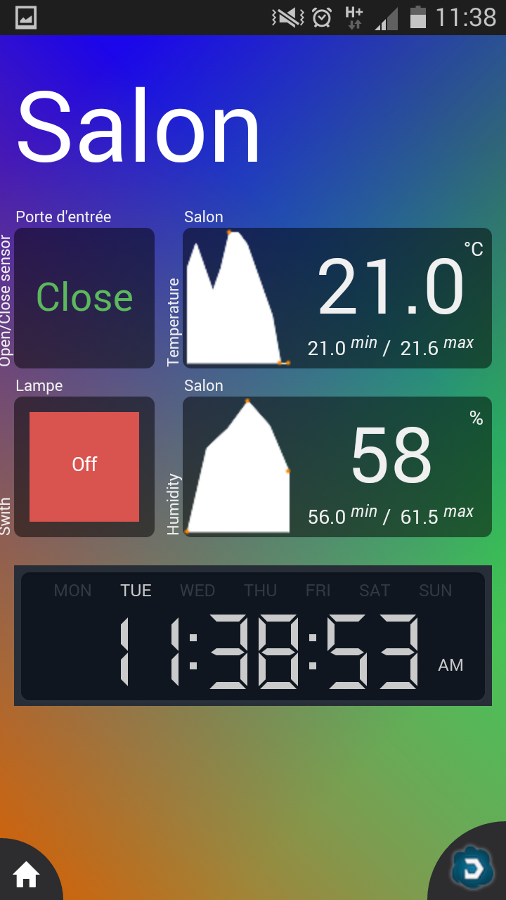 H+ 11:38
Salon
Porte d'entrée
Open/Close sensor
Close
Salon
Temperature
°C
21.0
21.0 min / 21.6 max
Lampe
Swith
Off
Salon
Humidity
%
58
56.0 min / 61.5 max
MON TUE WED THU FRI SAT SUN
11:38:53 AM